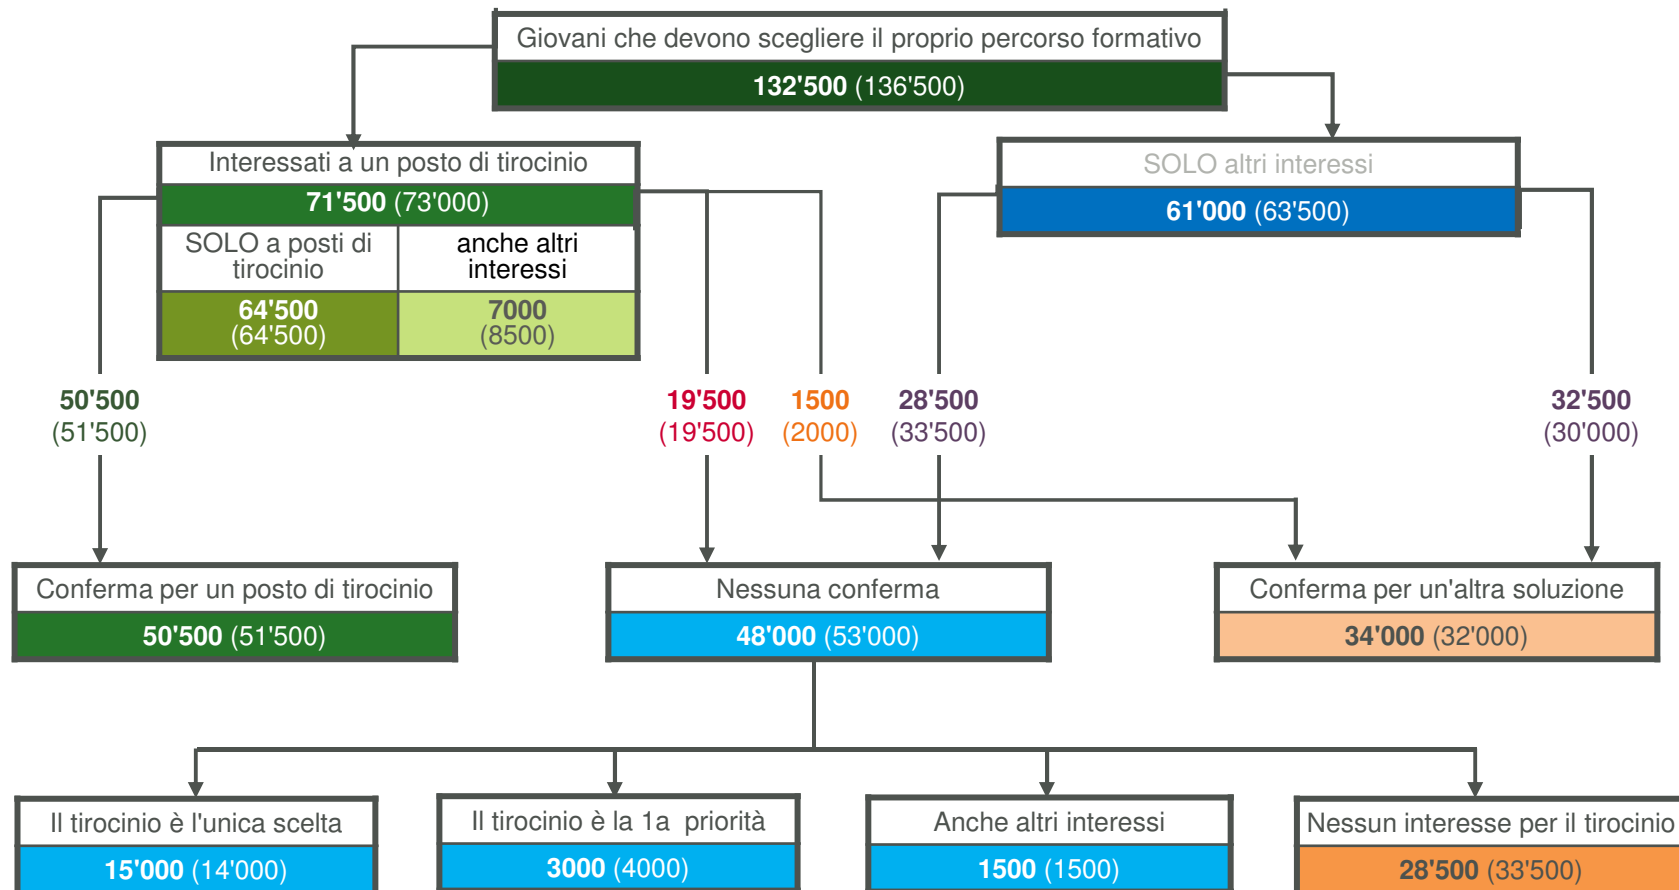 Giovani che devono scegliere il proprio percorso formativo
132'500 (136'500)
Interessati a un posto di tirocinio
71'500 (73'000)
SOLO a posti di
tirocinio
64'500
(64'500)
anche altri
interessi
7000
(8500)
SOLO altri interessi
61'000 (63'500)
50'500
(51'500)
19'500
(19'500)
1500
(2000)
28'500
(33'500)
32'500
(30'000)
Conferma per un posto di tirocinio
50'500 (51'500)
Nessuna conferma
48'000 (53'000)
Conferma per un'altra soluzione
34'000 (32'000)
Il tirocinio è l'unica scelta
15'000 (14'000)
Il tirocinio è la 1a priorità
3000 (4000)
Anche altri interessi
1500 (1500)
Nessun interesse per il tirocinio
28'500 (33'500)